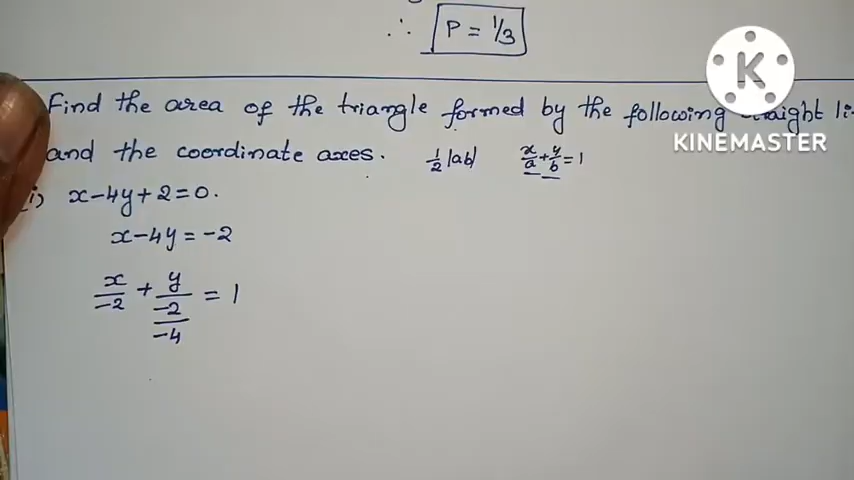 ∴ P = 1/3
Find the area of the triangle formed by the following
and the coordinate axes. 1/2 |ab| x/a + y/b = 1
i) x-4y+2=0.
x-4y = -2
x/-2 + y/(-2/-4) = 1
K
KINEMASTER